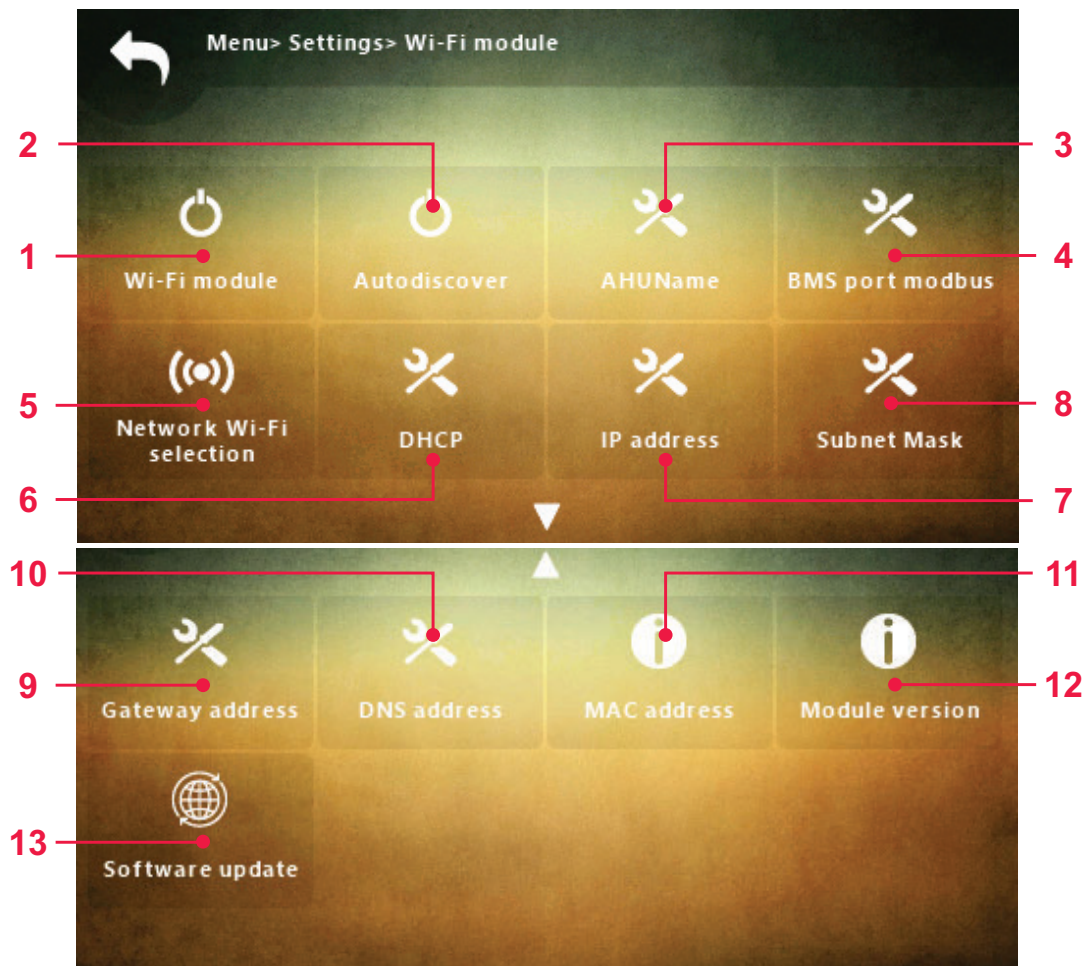 Menu> Settings> Wi-Fi module
2
3
1
4
Wi-Fi module
Autodiscover
AHUName
BMS port modbus
5
8
Network Wi-Fi
selection
DHCP
IP address
Subnet Mask
6
7
10
11
9
12
Gateway address
DNS address
MAC address
Module version
13
Software update